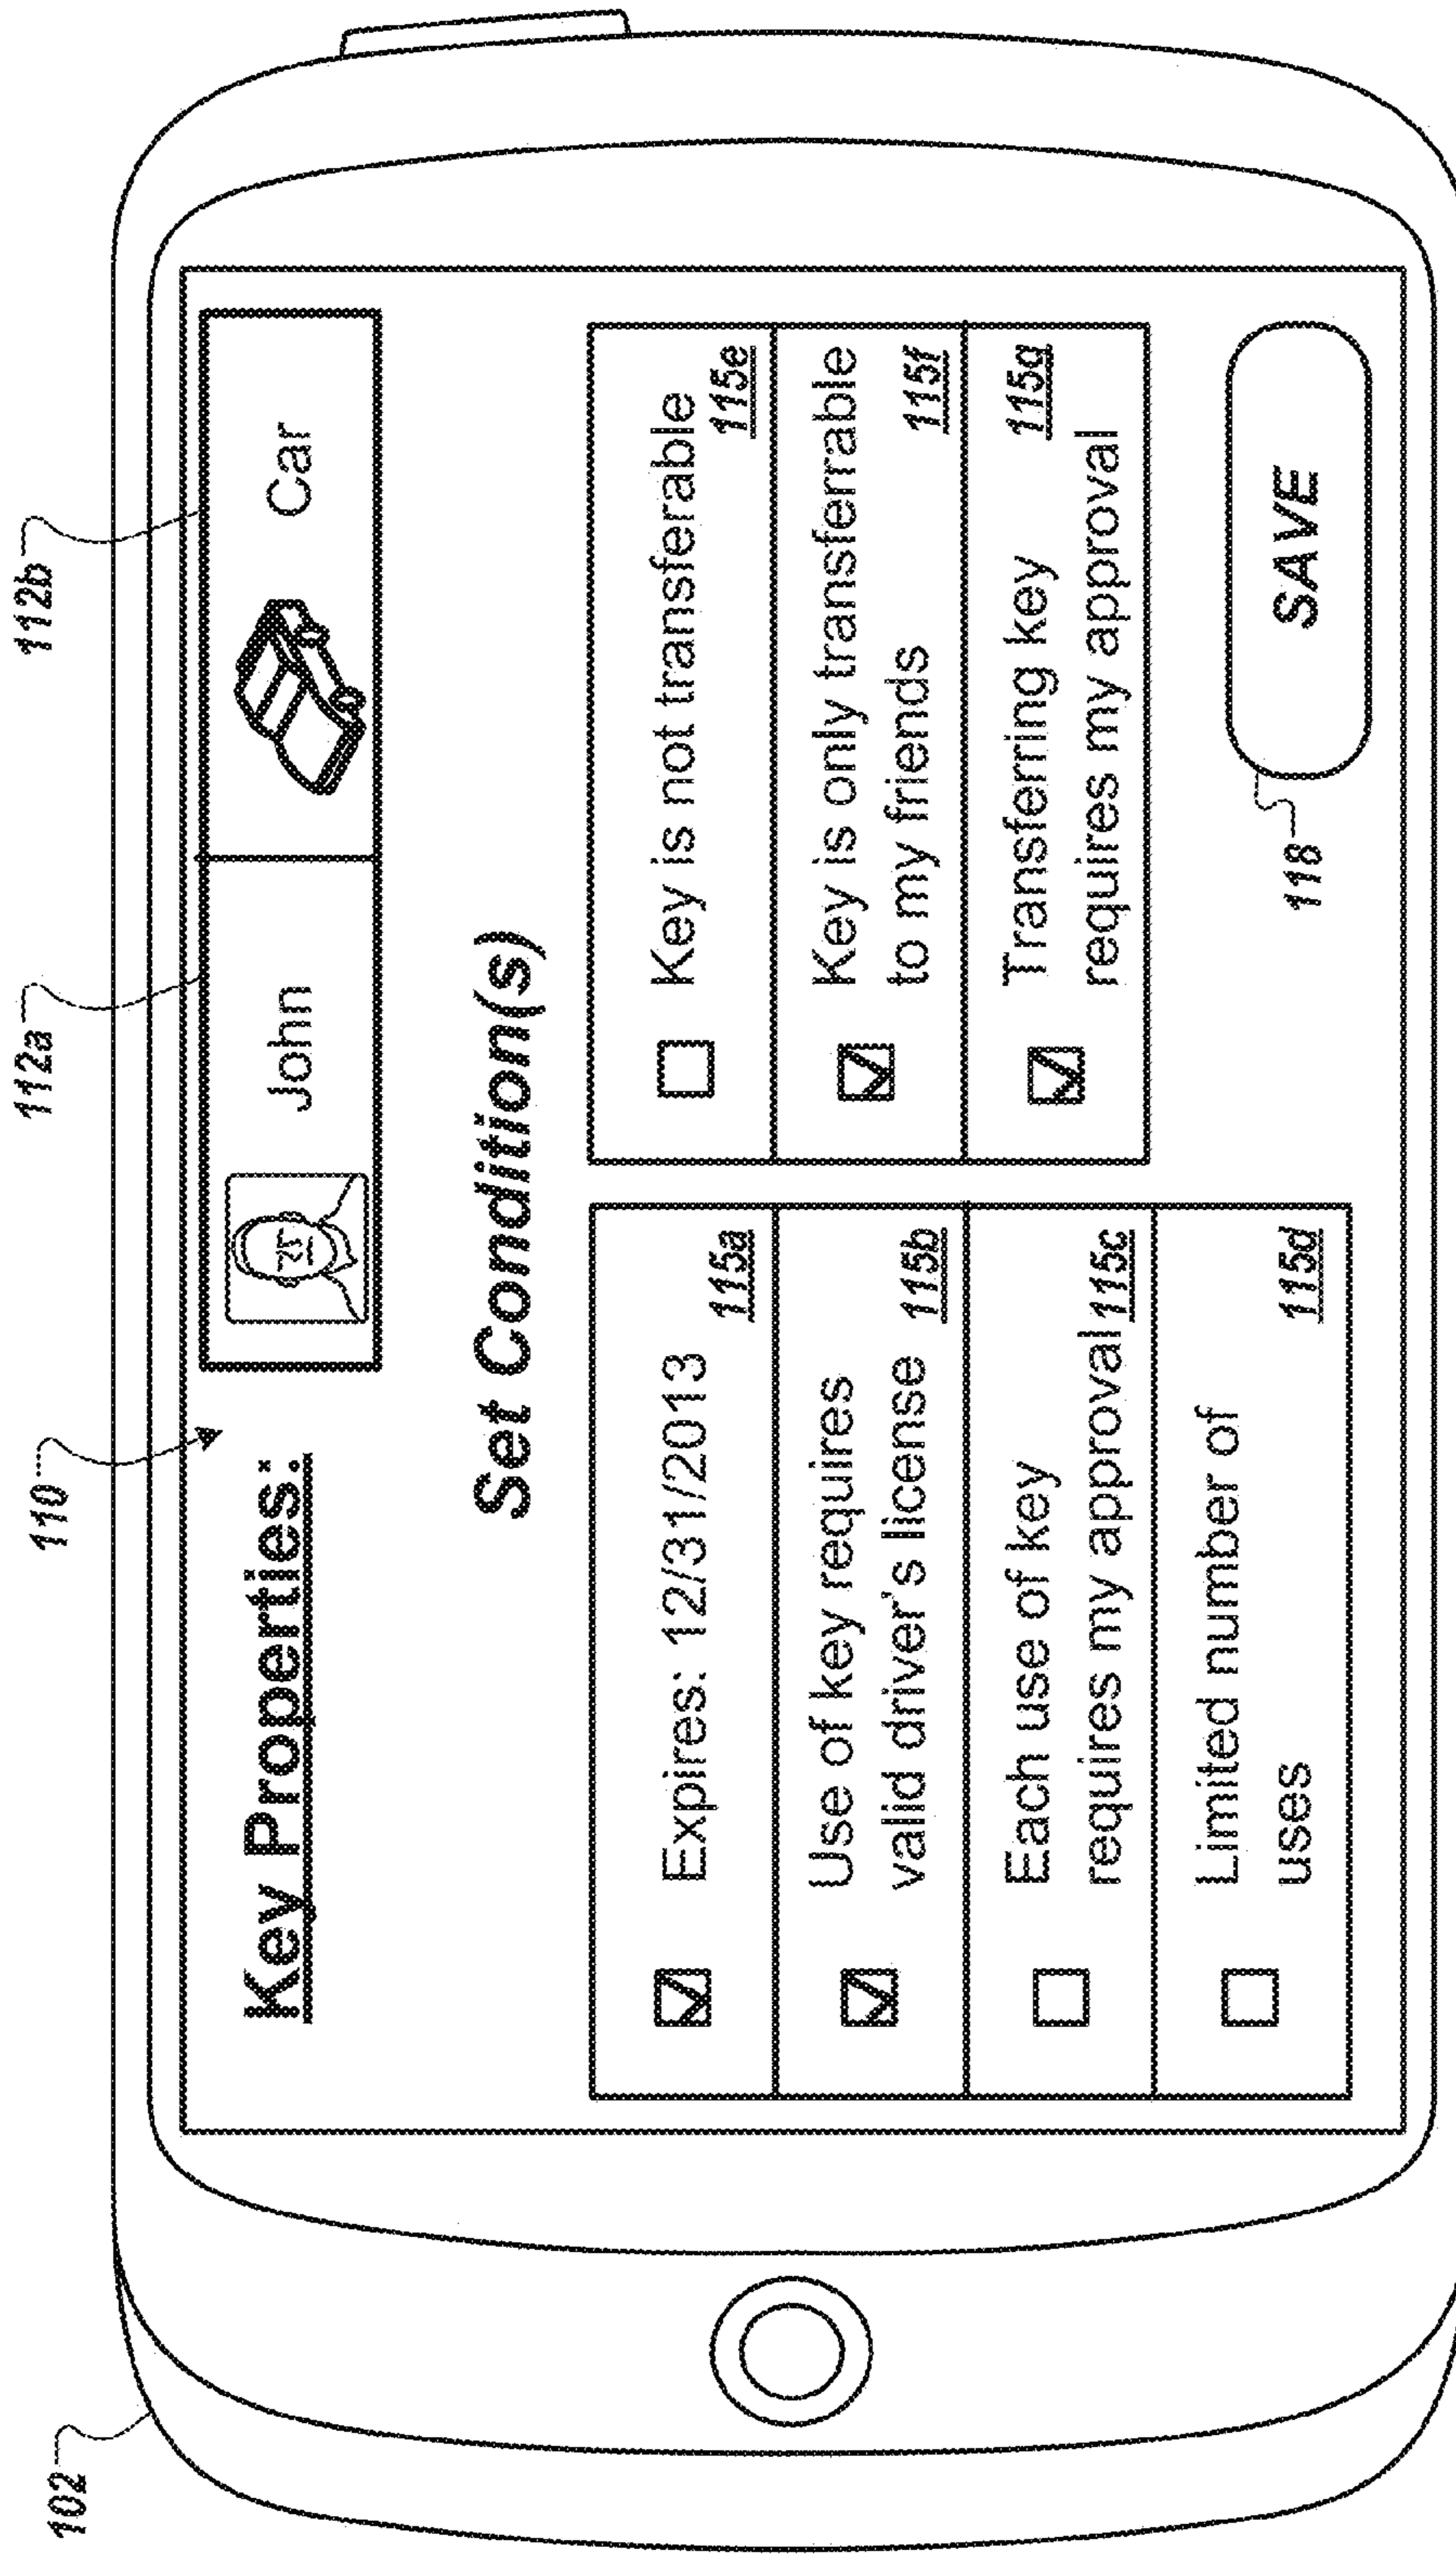 102
110
112a
112b
Key Properties:
John
Car
Set Condition(s)
Expires: 12/31/2013
115a
Use of key requires
valid driver's license
115b
Each use of key
requires my approval
115c
Limited number of
uses
115d
Key is not transferable
115e
Key is only transferrable
to my friends
115f
Transferring key
requires my approval
115g
118
SAVE